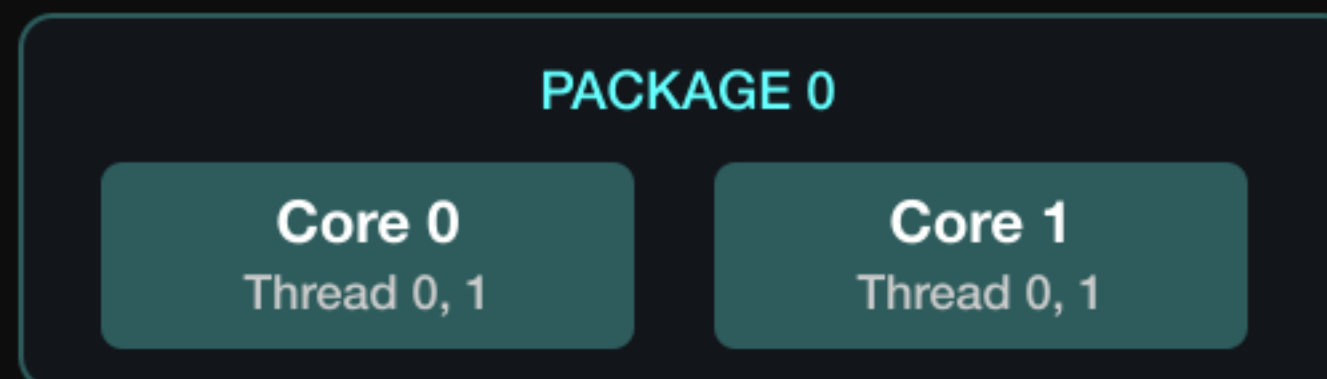 PACKAGE 0
Core 0
Thread 0, 1
Core 1
Thread 0, 1